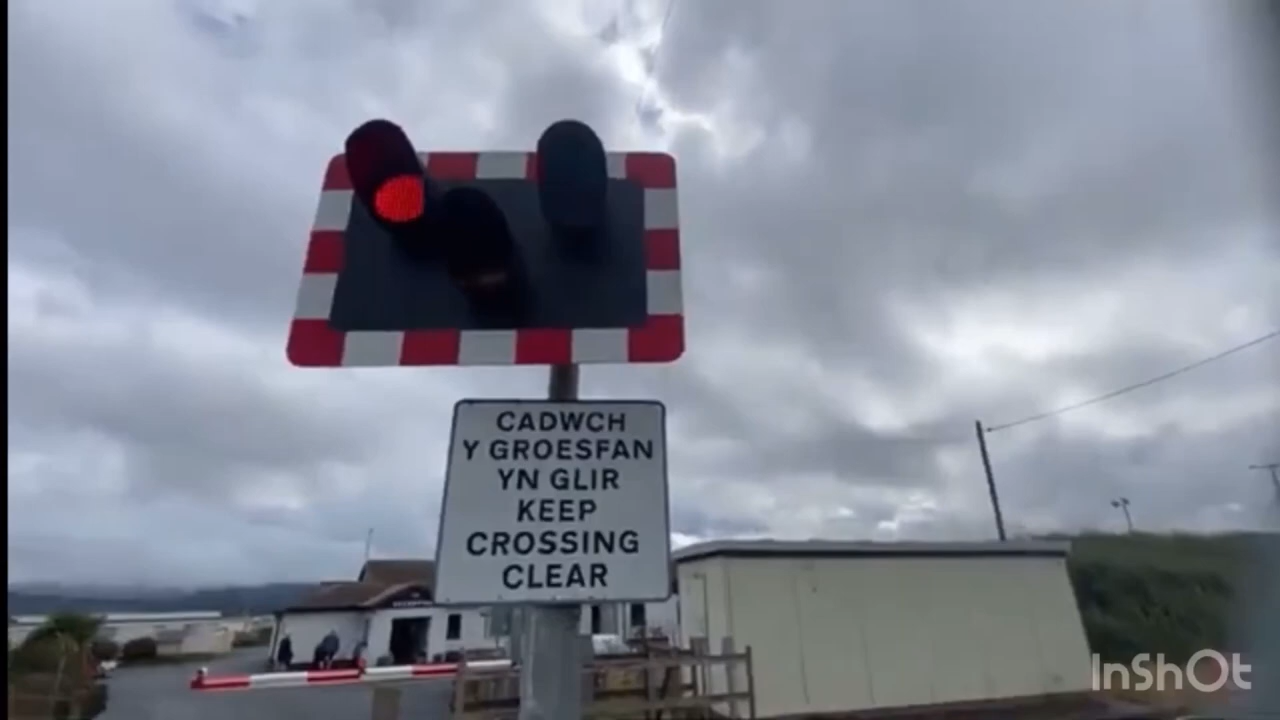 CADWCH
Y GROESFAN
YN GLIR
KEEP
CROSSING
CLEAR
InShOt